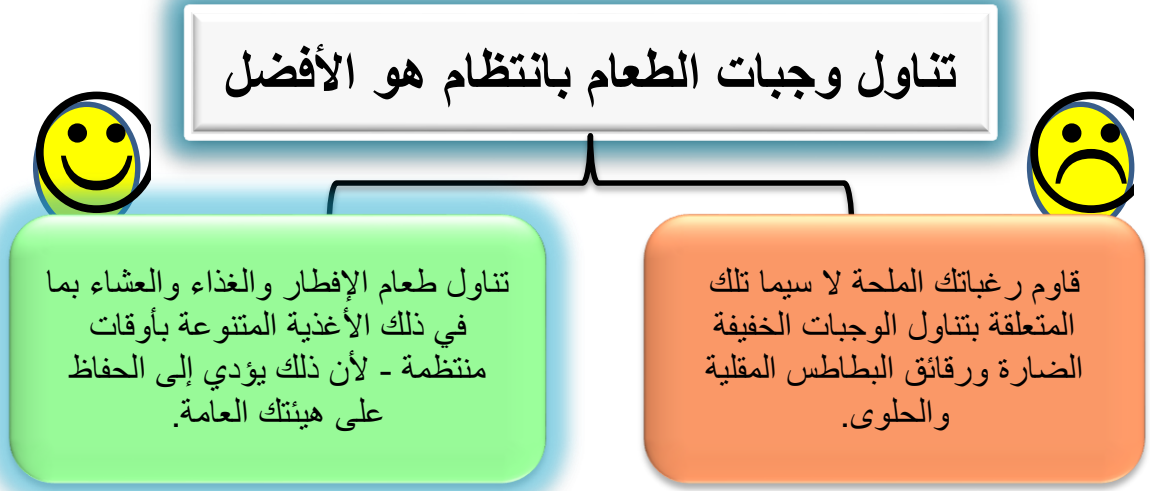 تناول وجبات الطعام بانتظام هو الأفضل
قاوم رغباتك الملحة لا سيما تلك
المتعلقة بتناول الوجبات الخفيفة
الضارة ورقائق البطاطس المقلية
والحلوى.
تناول طعام الإفطار والغذاء والعشاء بما
في ذلك الأغذية المتنوعة بأوقات
منتظمة - لأن ذلك يؤدي إلى الحفاظ
على هيئتك العامة.